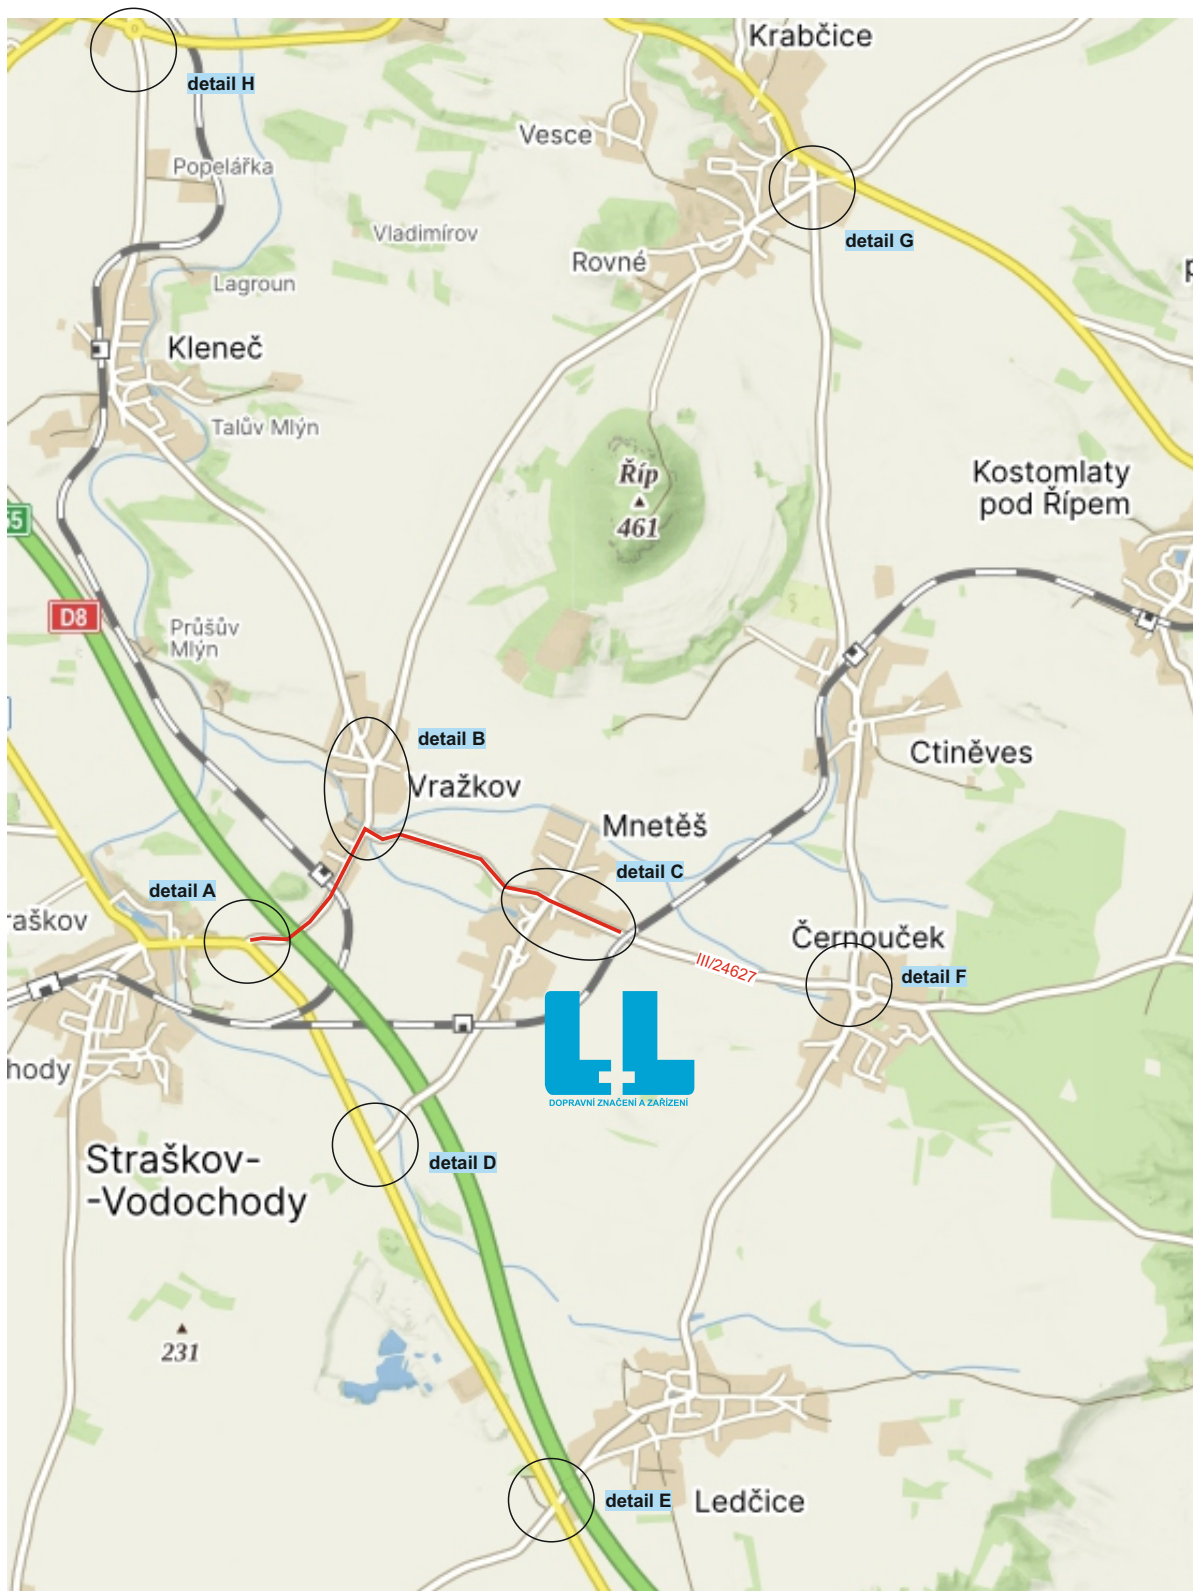 Krabčice
detail H
Vesce
Popelářka
Vladimírov
detail G
Rovné
Lagroun
Kleneč
Talův Mlýn
Říp
461
Kostomlaty
pod Řípem
55
D8
Průšův
Mlýn
detail B
Ctiněves
Vražkov
Mnetěš
detail C
detail A
raškov
Černouček
III/24627
detail F
L+L
DOPRAVNÍ ZNAČENÍ A ZAŘÍZENÍ
hody
Straškov-
-Vodochody
detail D
231
detail E
Ledčice